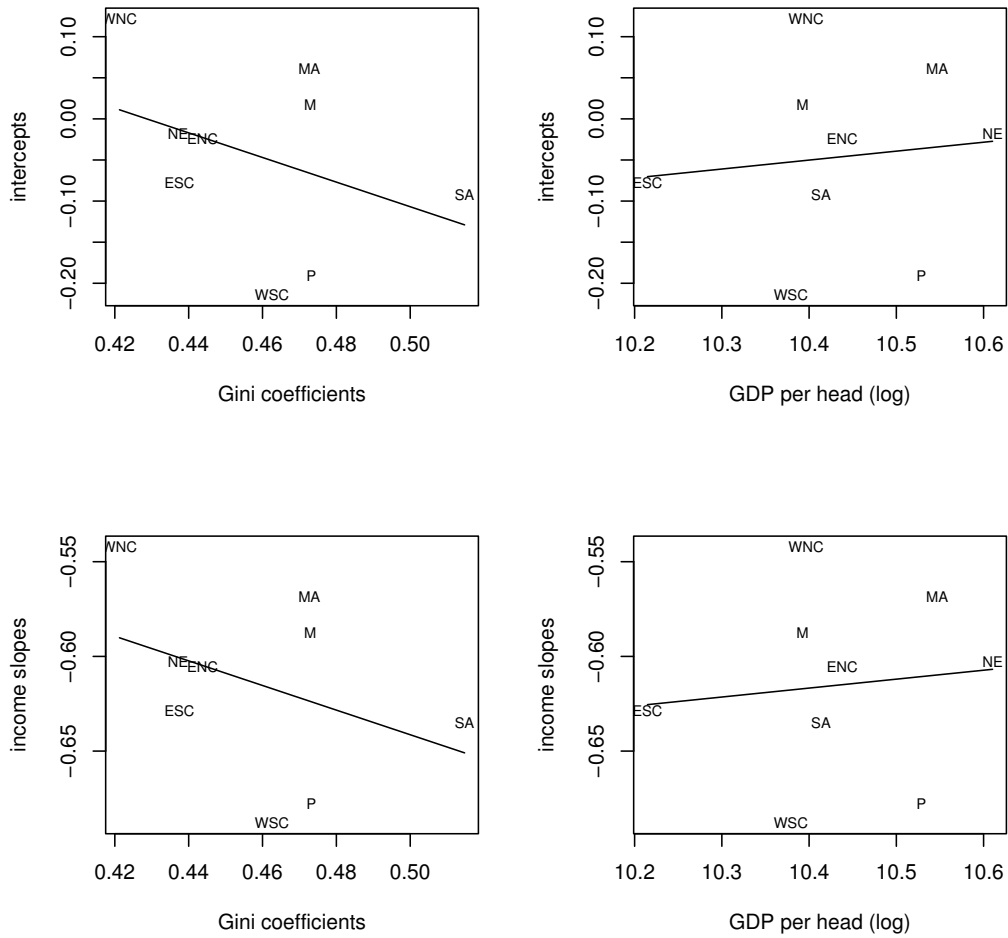 WNC
MA
M
NE
ENC
ESC
SA
P
WSC
0.10
0.00
−0.10
−0.20
intercepts
0.42 0.44 0.46 0.48 0.50
Gini coefficients
WNC
MA
M
NE
ENC
ESC
SA
P
WSC
0.10
0.00
−0.10
−0.20
intercepts
10.2 10.3 10.4 10.5 10.6
GDP per head (log)
WNC
MA
M
NE
ENC
ESC
SA
P
WSC
−0.55
−0.60
−0.65
income slopes
0.42 0.44 0.46 0.48 0.50
Gini coefficients
WNC
MA
M
NE
ENC
ESC
SA
P
WSC
−0.55
−0.60
−0.65
income slopes
10.2 10.3 10.4 10.5 10.6
GDP per head (log)